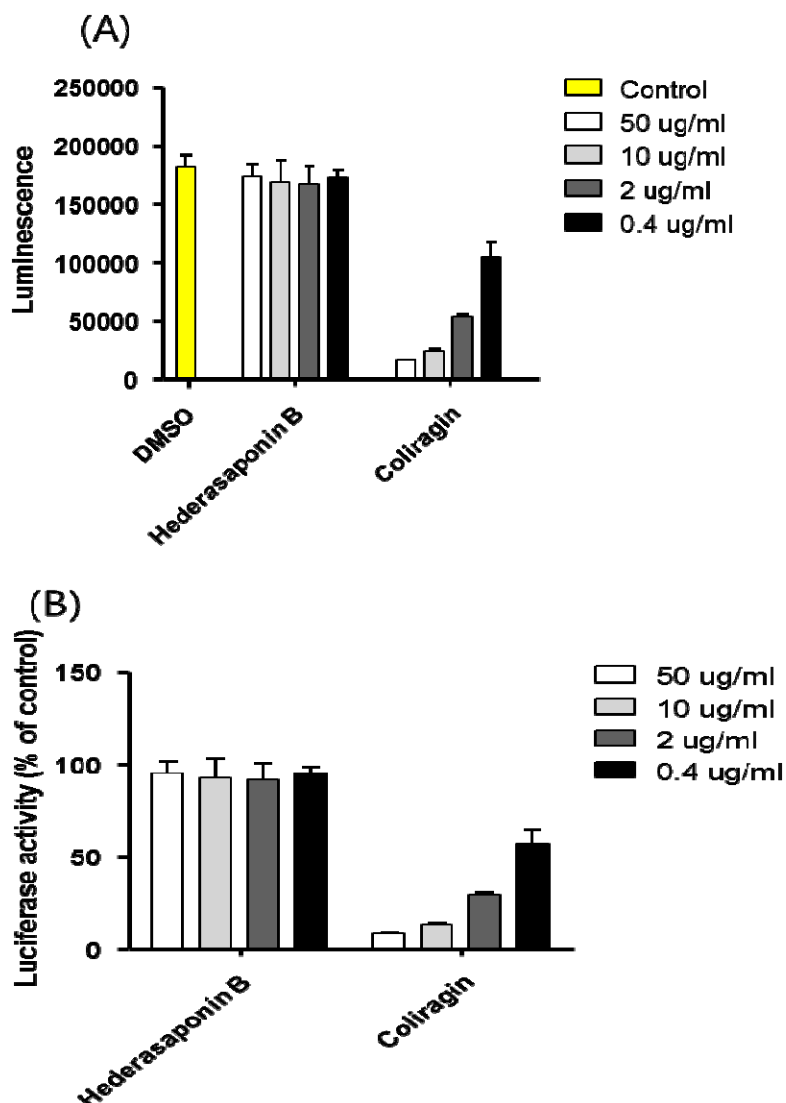 (A)
250000
200000
150000
100000
50000
0
Luminescence
DMSO
Hederasaponin B
Coliragin
Control
50 ug/ml
10 ug/ml
2 ug/ml
0.4 ug/ml
(B)
150
100
50
0
Luciferase activity (% of control)
Hederasaponin B
Coliragin
50 ug/ml
10 ug/ml
2 ug/ml
0.4 ug/ml